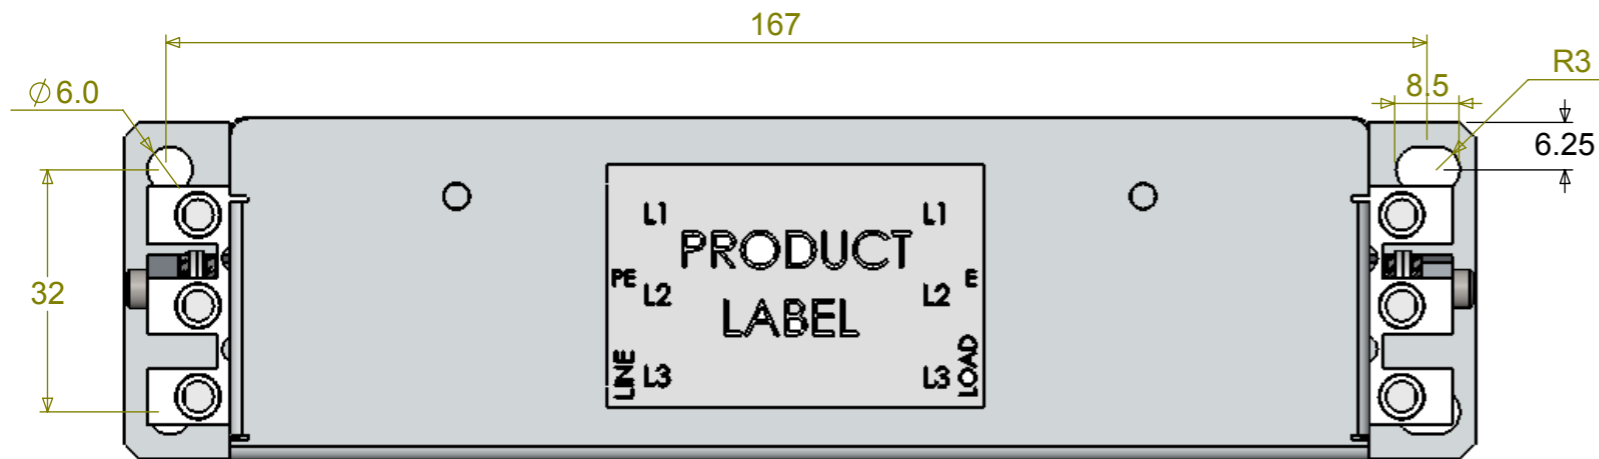 167
⌀6.0
8.5
R3
6.25
32
L1
L1
PRODUCT
PE
E
L2
L2
LABEL
LINE
L3
L3
LOAD